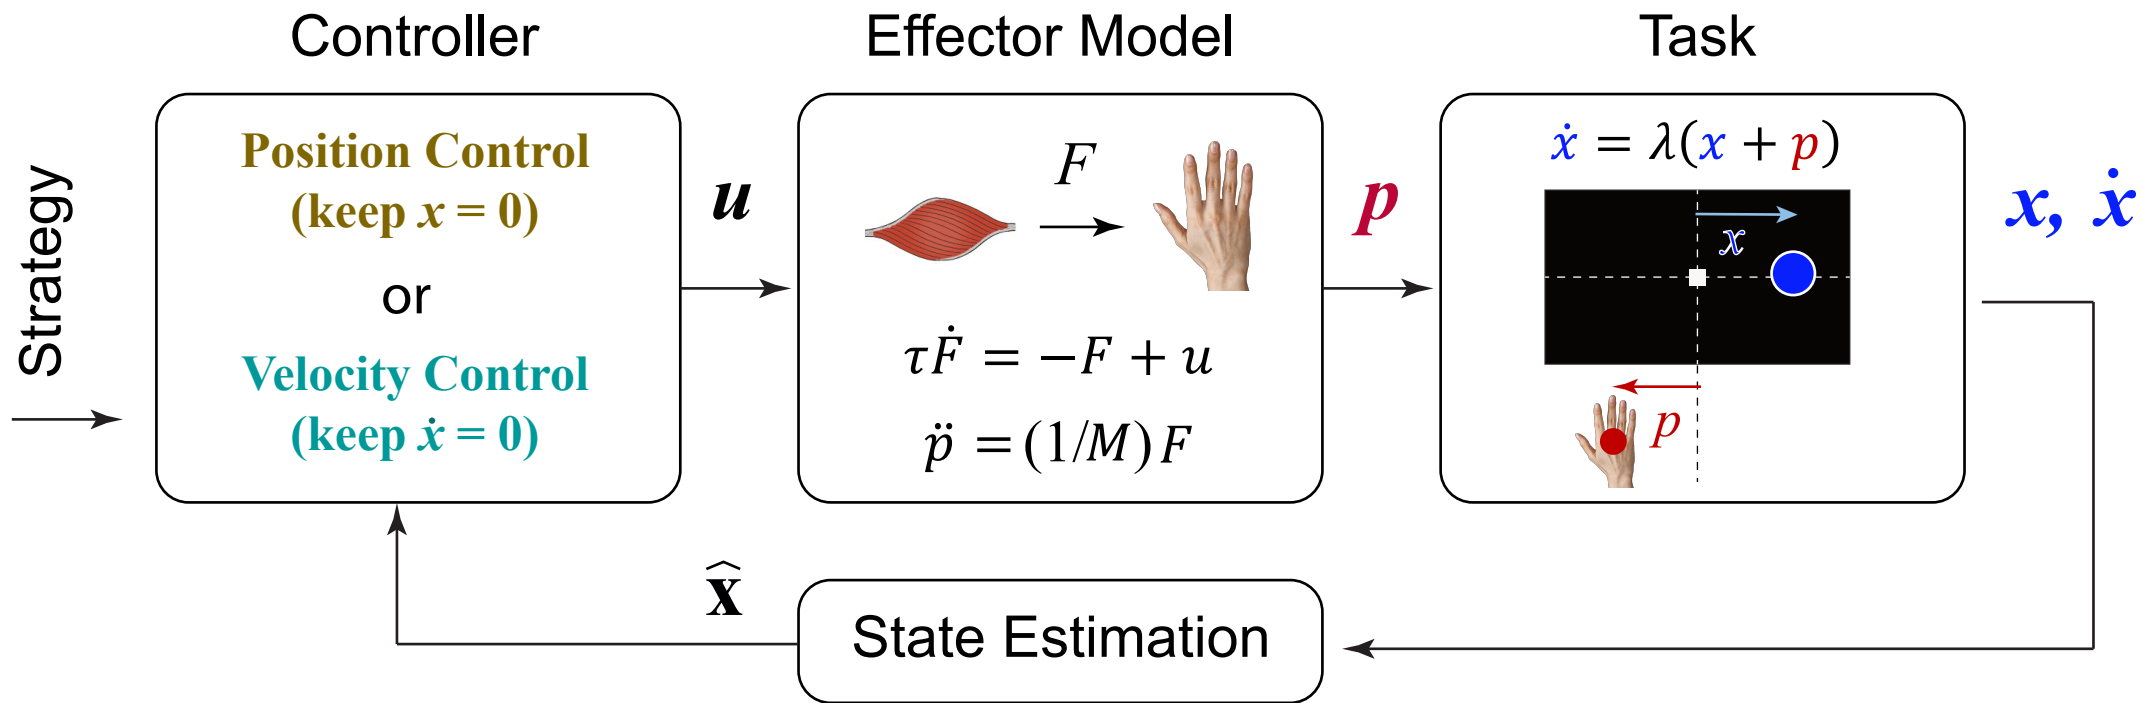 Controller
Effector Model
Task
Strategy
Position Control
(keep x = 0)
or
Velocity Control
(keep ẋ = 0)
u
F
τḞ = −F + u
p̈ = (1/M) F
p
ẋ = λ(x + p)
x
p
x, ẋ
x̂
State Estimation